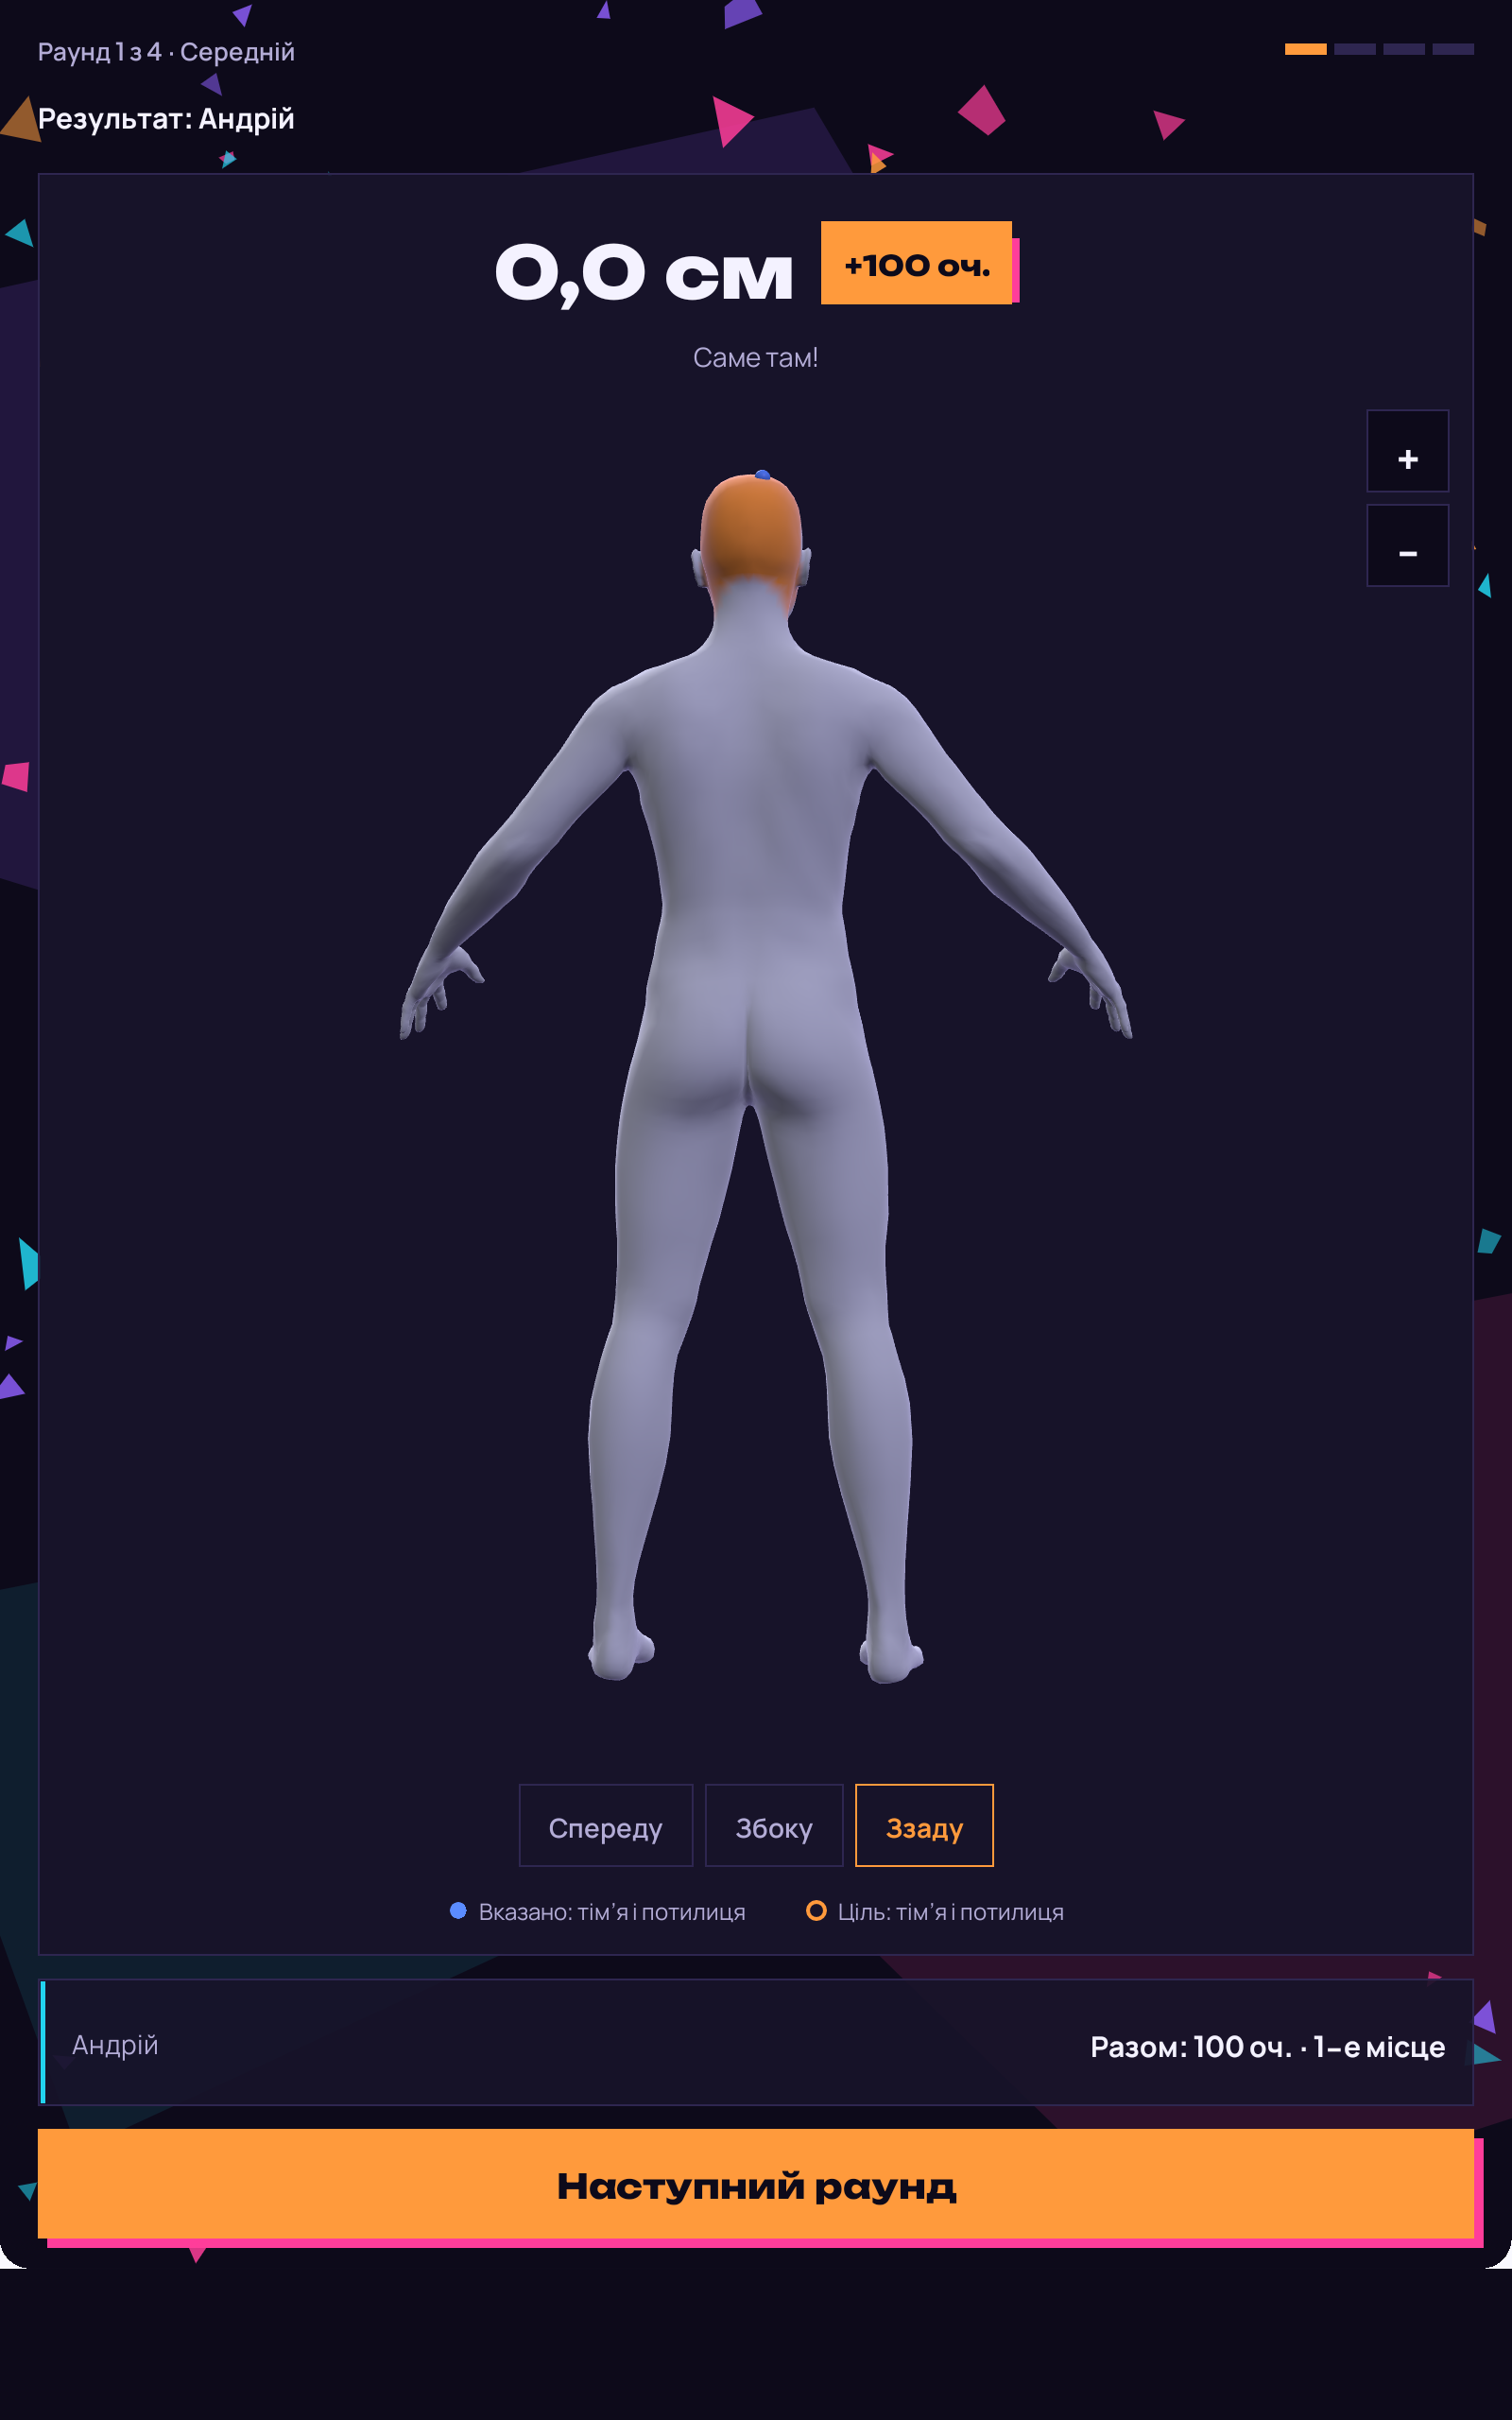 Раунд 1 з 4 · Середній
Результат: Андрій
0,0 см
+100 оч.
Саме там!
+
−
Спереду
Збоку
Ззаду
Вказано: тім’я і потилиця
Ціль: тім’я і потилиця
Андрій
Разом: 100 оч. · 1-е місце
Наступний раунд